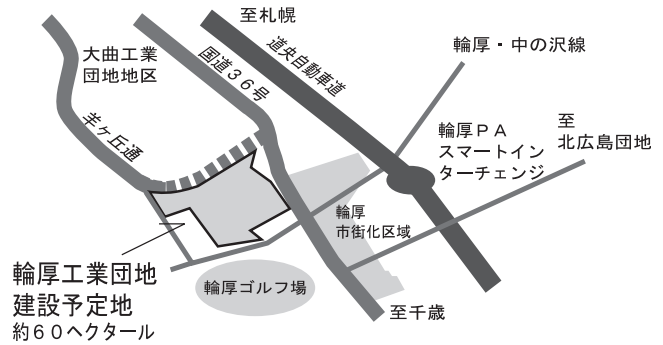 至札幌
大曲工業
団地地区
国道３６号
道央自動車道
輪厚・中の沢線
羊ヶ丘通
輪厚ＰＡ
スマートイン
ターチェンジ
至
北広島団地
輪厚
市街化区域
輪厚工業団地
建設予定地
約６０ヘクタール
輪厚ゴルフ場
至千歳